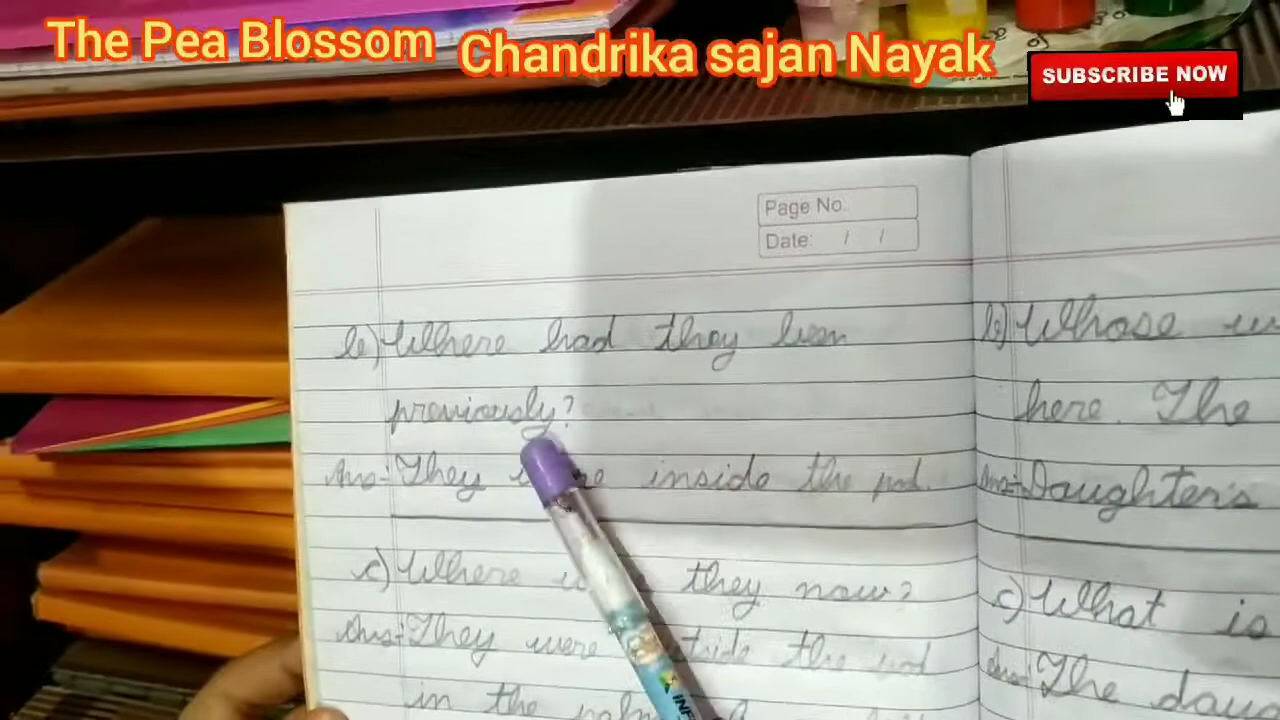 The Pea Blossom Chandrika sajan Nayak
SUBSCRIBE NOW
Page No.
Date: / /
b) Where had they been
previously?
Ans:- They inside the pod.
c) Where they now?
Ans:- They were the pod
in the
b) Whose
here. The
Ans:- Daughter's
c) What is
Ans:- The